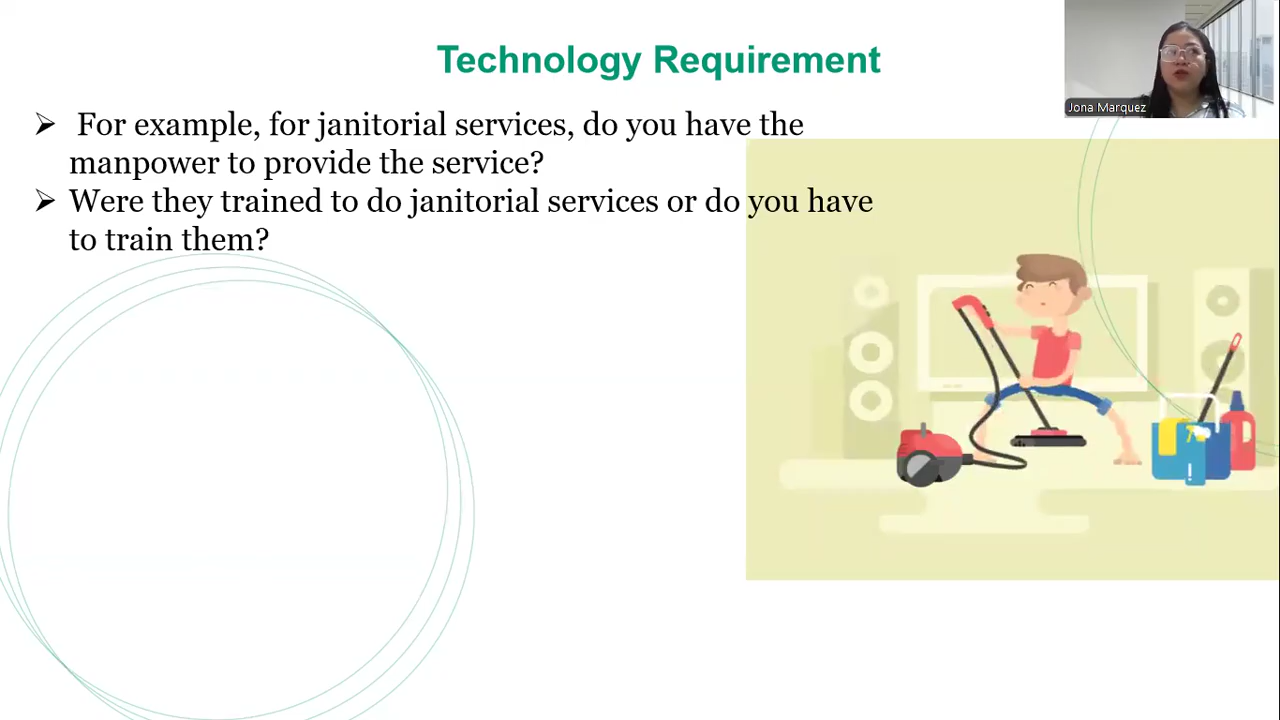 Technology Requirement
Jona Marquez
➢ For example, for janitorial services, do you have the
manpower to provide the service?
➢ Were they trained to do janitorial services or do you have
to train them?